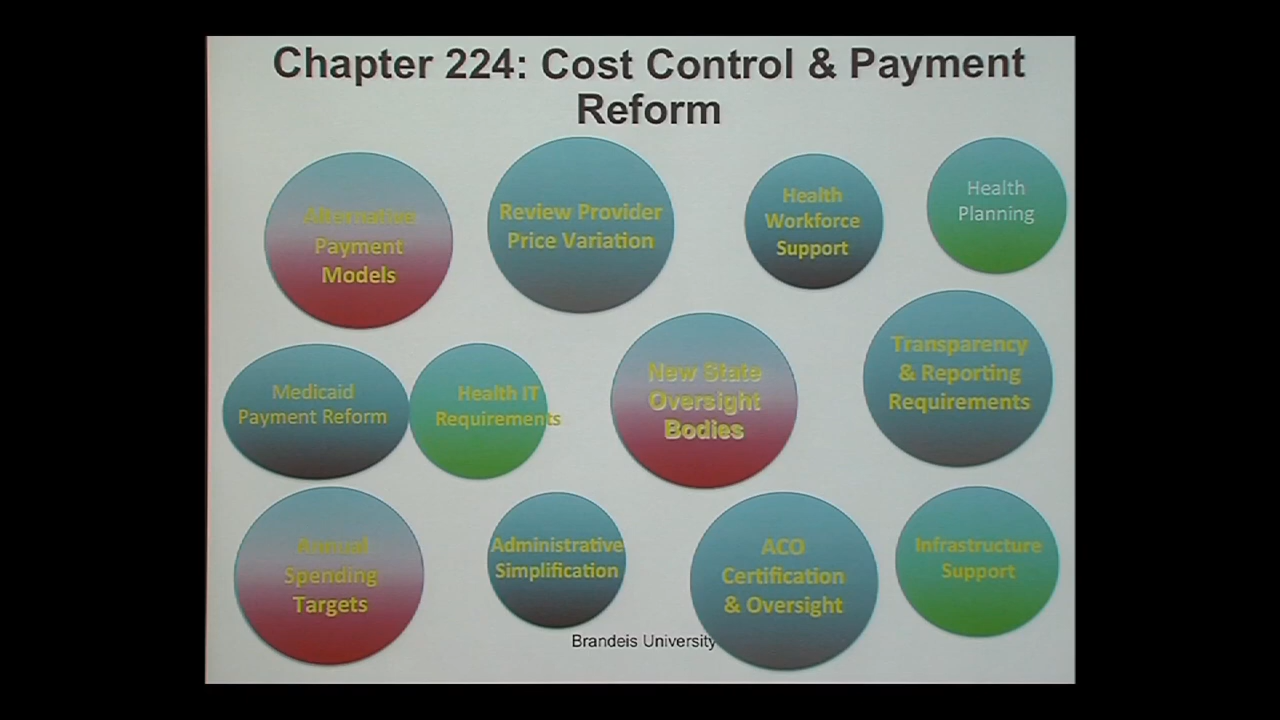 Chapter 224: Cost Control & Payment
Reform
Alternative
Payment
Models
Review Provider
Price Variation
Health
Workforce
Support
Health
Planning
Medicaid
Payment Reform
Health IT
Requirements
New State
Oversight
Bodies
Transparency
& Reporting
Requirements
Annual
Spending
Targets
Administrative
Simplification
ACO
Certification
& Oversight
Infrastructure
Support
Brandeis University